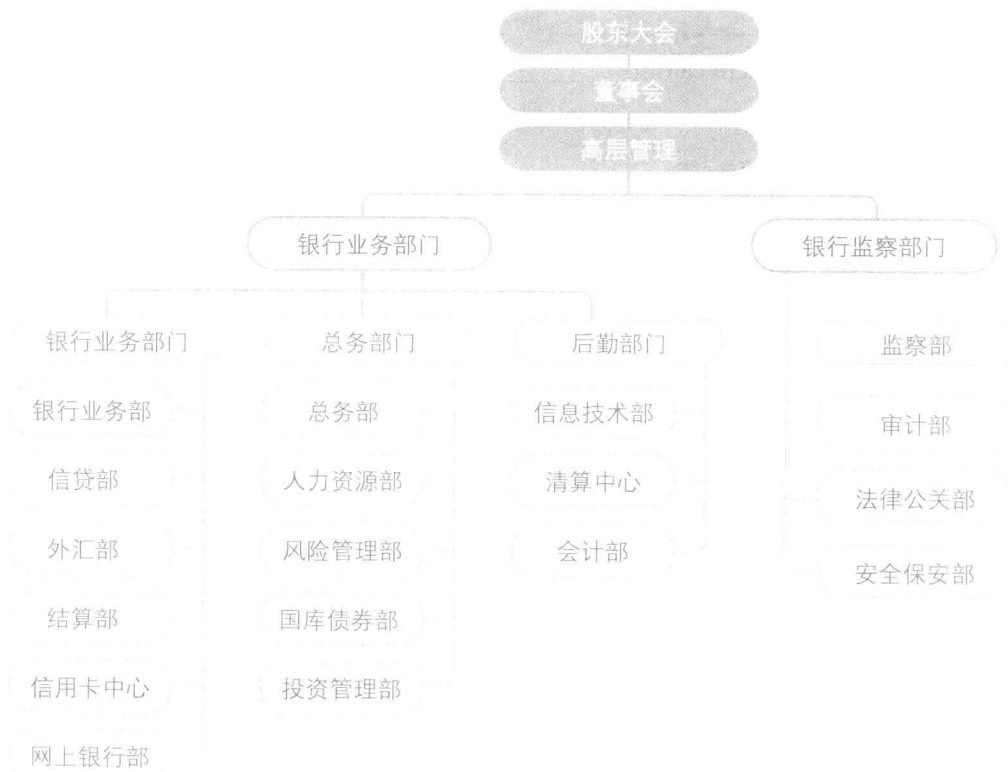 股东大会
董事会
高层管理
银行业务部门
银行监察部门
银行业务部门
总务部门
后勤部门
监察部
银行业务部
总务部
信息技术部
审计部
信贷部
人力资源部
清算中心
法律公关部
外汇部
风险管理部
会计部
安全保安部
结算部
国库债券部
信用卡中心
投资管理部
网上银行部